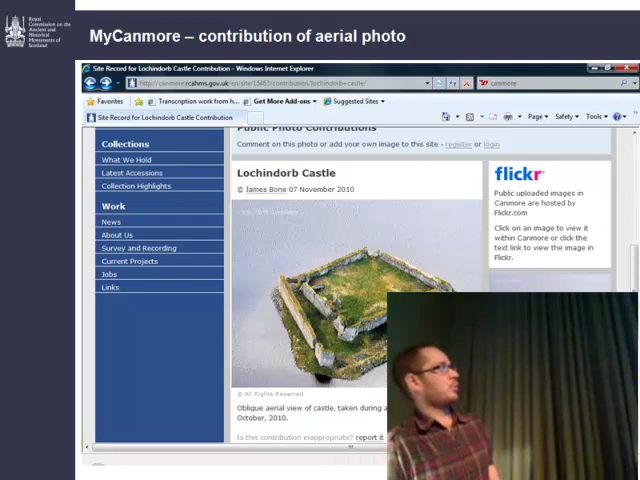 Royal
Commission on the
Ancient and
Historical
Monuments of
Scotland
MyCanmore – contribution of aerial photo
Site Record for Lochindorb Castle Contribution - Windows Internet Explorer
http://canmore.rcahms.gov.uk/en/site/15463/contribution/lochindorb+castle/
canmore
Favorites
Transcription work from h...
Get More Add-ons
Suggested Sites
Site Record for Lochindorb Castle Contribution
Page
Safety
Tools
Collections
What We Hold
Latest Accessions
Collection Highlights
Work
News
About Us
Survey and Recording
Current Projects
Jobs
Links
Public Photo Contributions
Comment on this photo or add your own image to this site - register or login
Lochindorb Castle
© James Bone 07 November 2010
© All Rights Reserved
Oblique aerial view of castle, taken during a
October, 2010.
Is this contribution inappropriate? report it
flickr
Public uploaded images in
Canmore are hosted by
Flickr.com
Click on an image to view it
within Canmore or click the
text link to view the image in
Flickr.